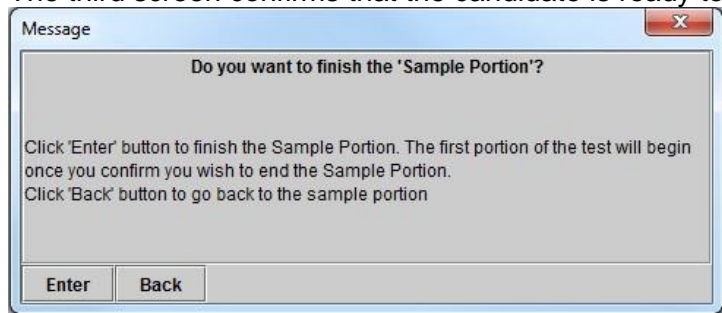 The third screen confirms that the candidate is ready to
Message
Do you want to finish the 'Sample Portion'?
Click 'Enter' button to finish the Sample Portion. The first portion of the test will begin
once you confirm you wish to end the Sample Portion.
Click 'Back' button to go back to the sample portion
Enter Back